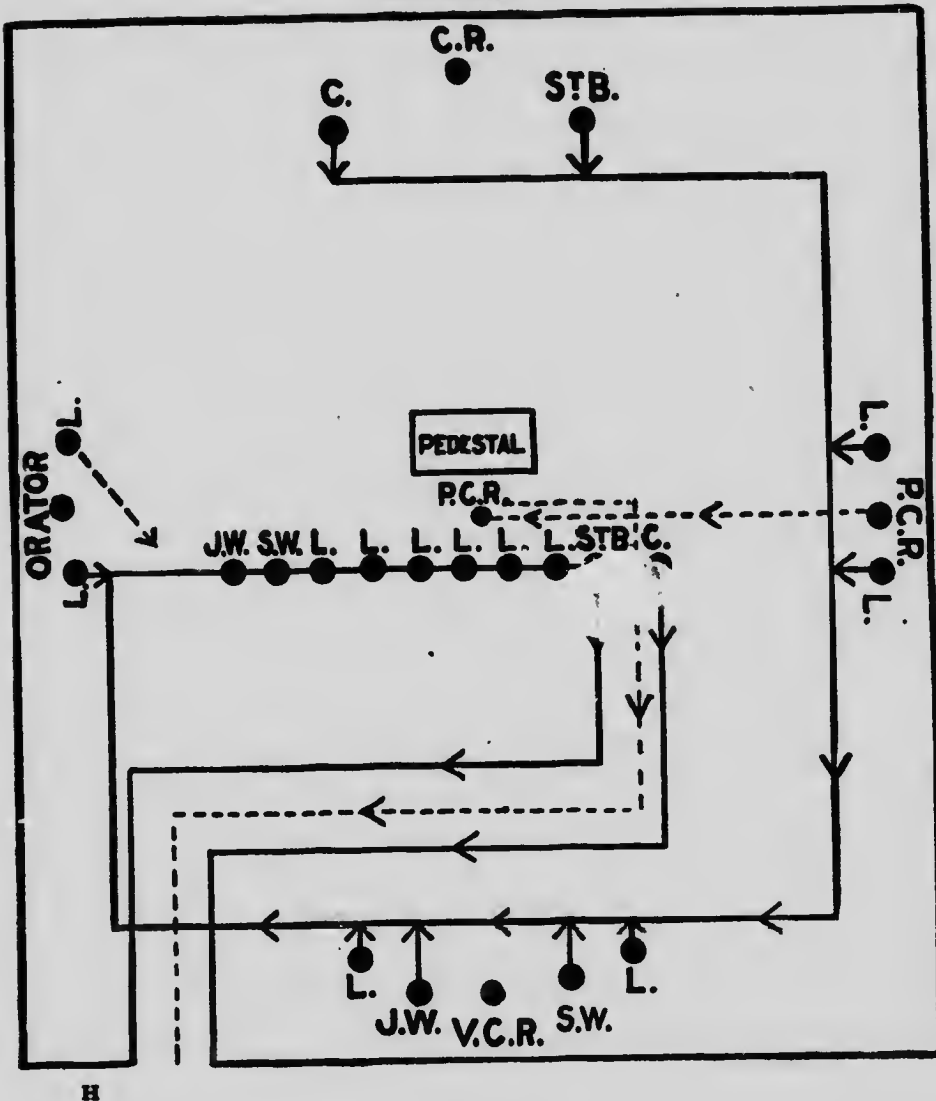 C.R.
C.
STB.
L.
ORATOR
L.
PEDESTAL
P.C.R.
J.W. S.W. L. L. L. L. L. L. STB. C.
L.
P.C.R.
L.
L.
J.W.
V.C.R.
S.W.
L.
H